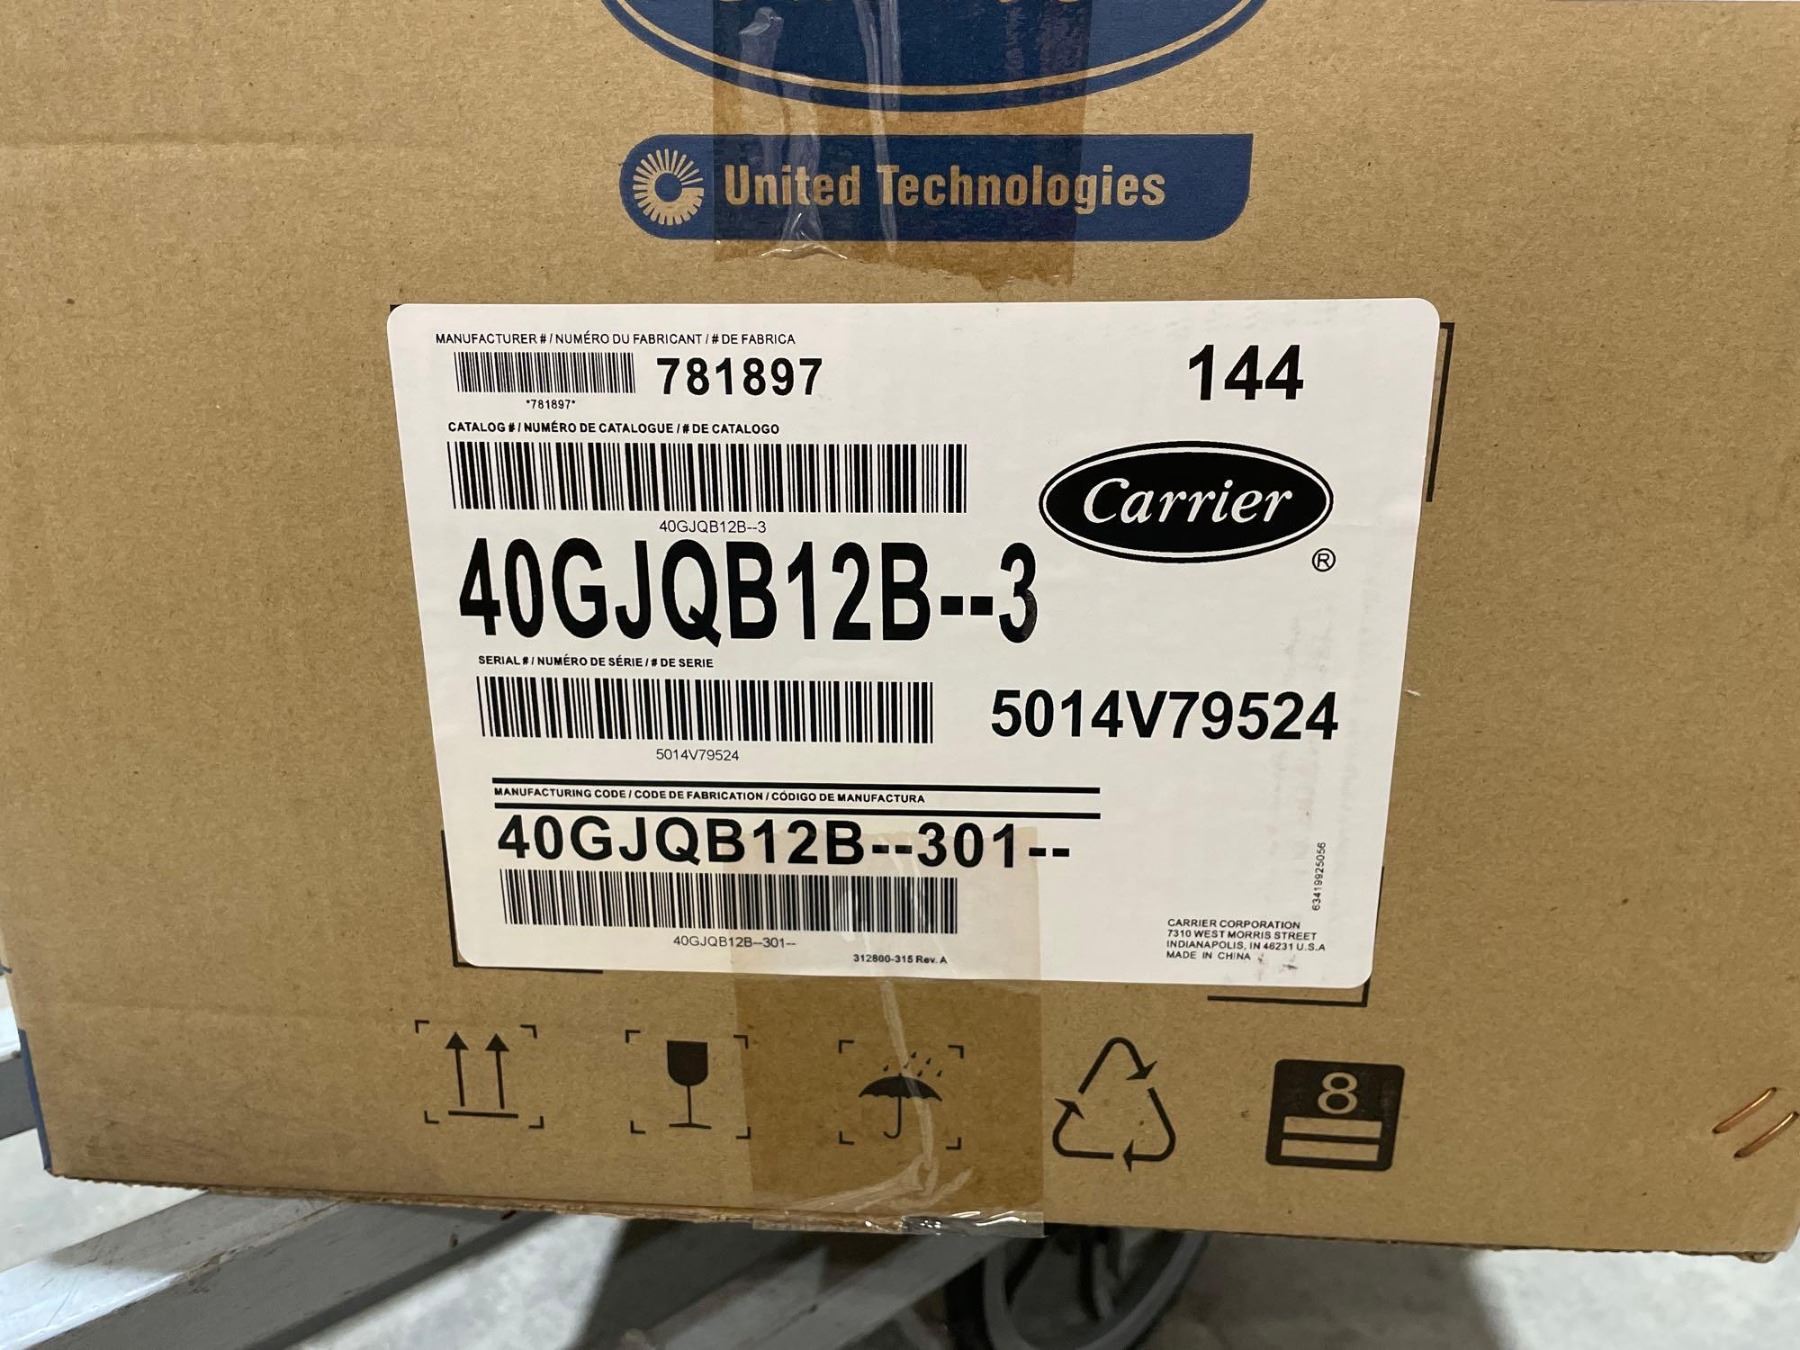 United Technologies
MANUFACTURER # / NUMÉRO DU FABRICANT / # DE FABRICA
781897
144
*781897*
CATALOG # / NUMÉRO DE CATALOGUE / # DE CATALOGO
Carrier
®
40GJQB12B--3
40GJQB12B--3
SERIAL # / NUMÉRO DE SÉRIE / # DE SERIE
5014V79524
5014V79524
MANUFACTURING CODE / CODE DE FABRICATION / CÓDIGO DE MANUFACTURA
40GJQB12B--301--
40GJQB12B--301--
312800-315 Rev. A
63419925056
CARRIER CORPORATION
7310 WEST MORRIS STREET
INDIANAPOLIS, IN 46231 U.S.A
MADE IN CHINA
8